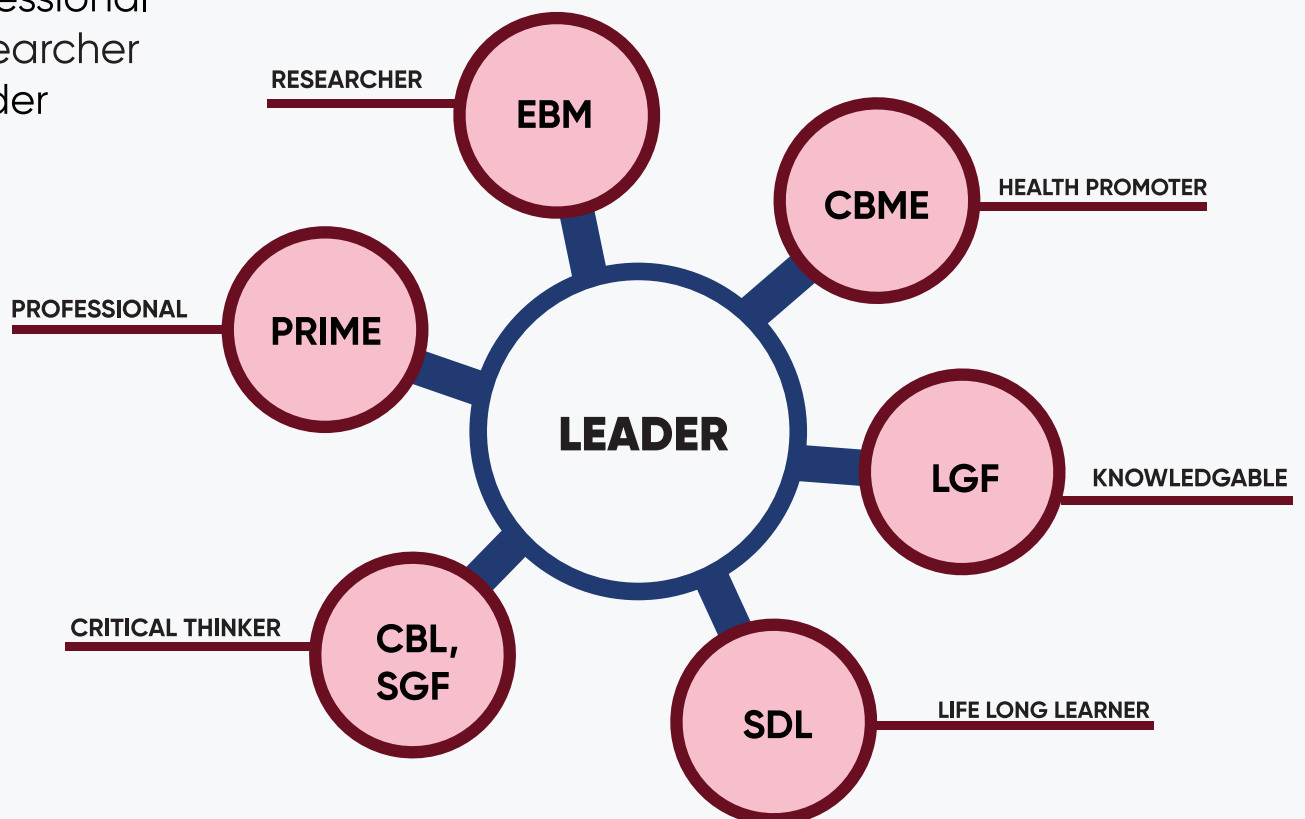 essional
earcher
der
RESEARCHER
EBM
CBME
HEALTH PROMOTER
PROFESSIONAL
PRIME
LEADER
LGF
KNOWLEDGABLE
CRITICAL THINKER
CBL,
SGF
SDL
LIFE LONG LEARNER